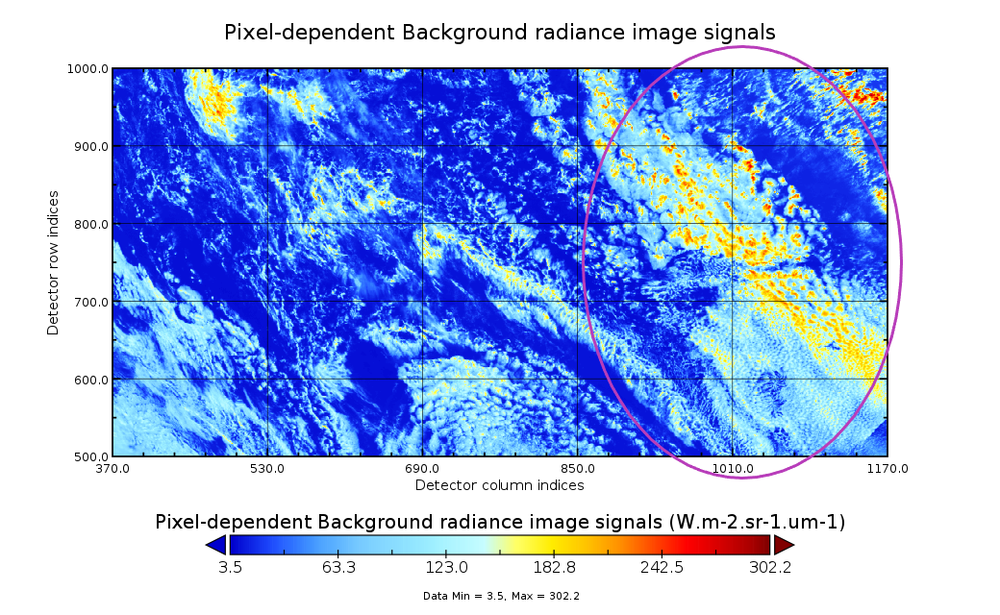 Pixel-dependent Background radiance image signals
1000.0
900.0
800.0
700.0
600.0
500.0
Detector row indices
370.0 530.0 690.0 850.0 1010.0 1170.0
Detector column indices
Pixel-dependent Background radiance image signals (W.m-2.sr-1.um-1)
3.5 63.3 123.0 182.8 242.5 302.2
Data Min = 3.5, Max = 302.2